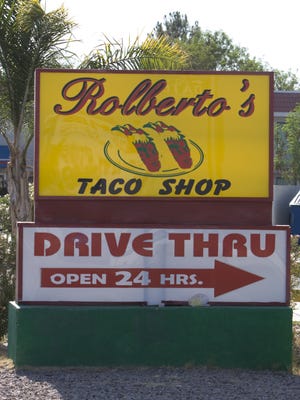 Rolberto's
TACO SHOP
DRIVE THRU
OPEN 24 HRS.